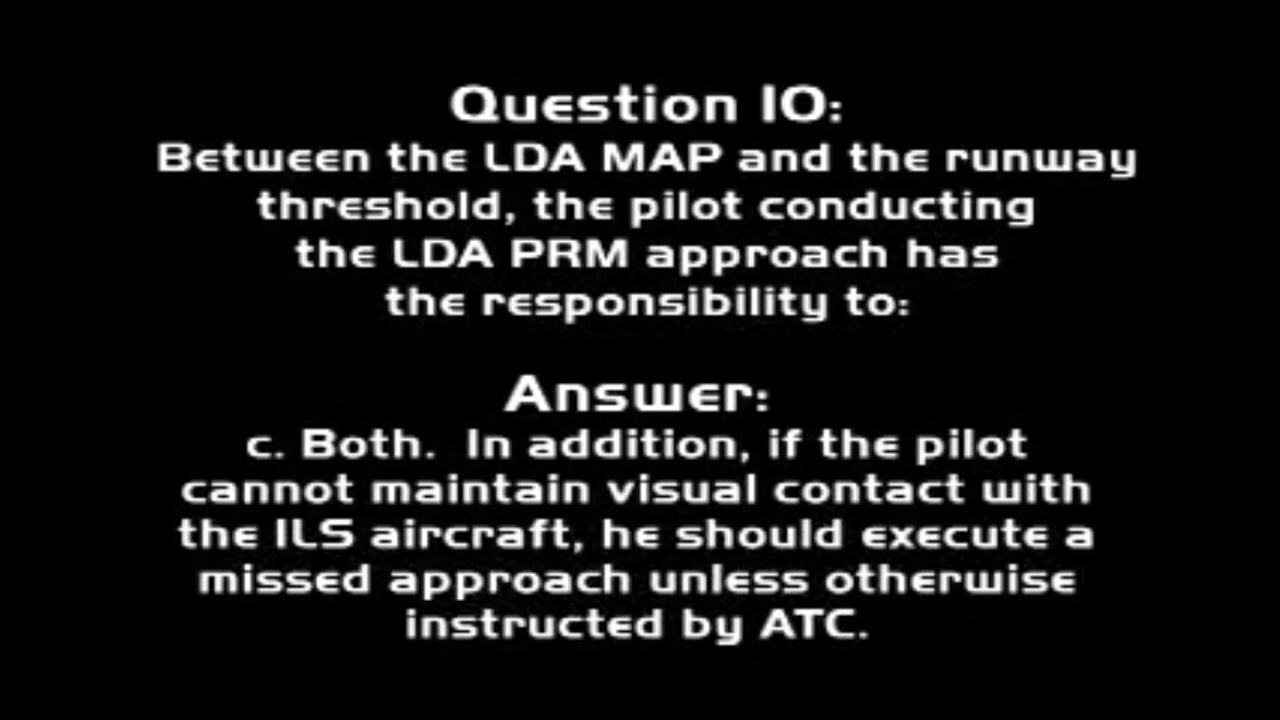 Question 10:
Between the LDA MAP and the runway
threshold, the pilot conducting
the LDA PRM approach has
the responsibility to:
Answer:
c. Both. In addition, if the pilot
cannot maintain visual contact with
the ILS aircraft, he should execute a
missed approach unless otherwise
instructed by ATC.